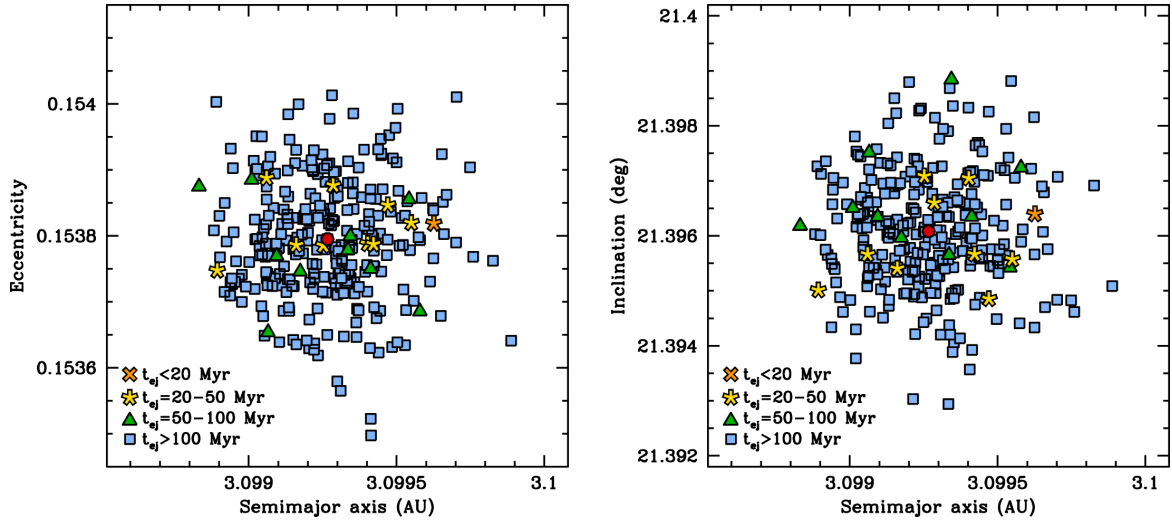 0.154
0.1538
0.1536
Eccentricity
t_ej<20 Myr
t_ej=20-50 Myr
t_ej=50-100 Myr
t_ej>100 Myr
3.099
3.0995
3.1
Semimajor axis (AU)
21.4
21.398
21.396
21.394
21.392
Inclination (deg)
t_ej<20 Myr
t_ej=20-50 Myr
t_ej=50-100 Myr
t_ej>100 Myr
3.099
3.0995
3.1
Semimajor axis (AU)